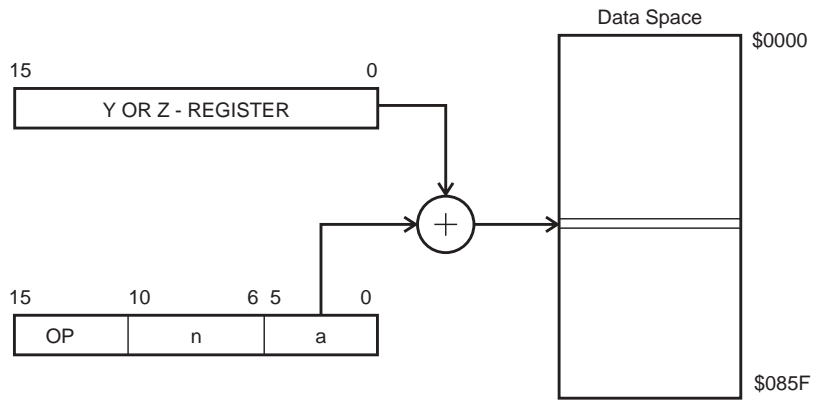 Data Space
$0000
15 0
Y OR Z - REGISTER
+
15 10 6 5 0
OP n a
$085F